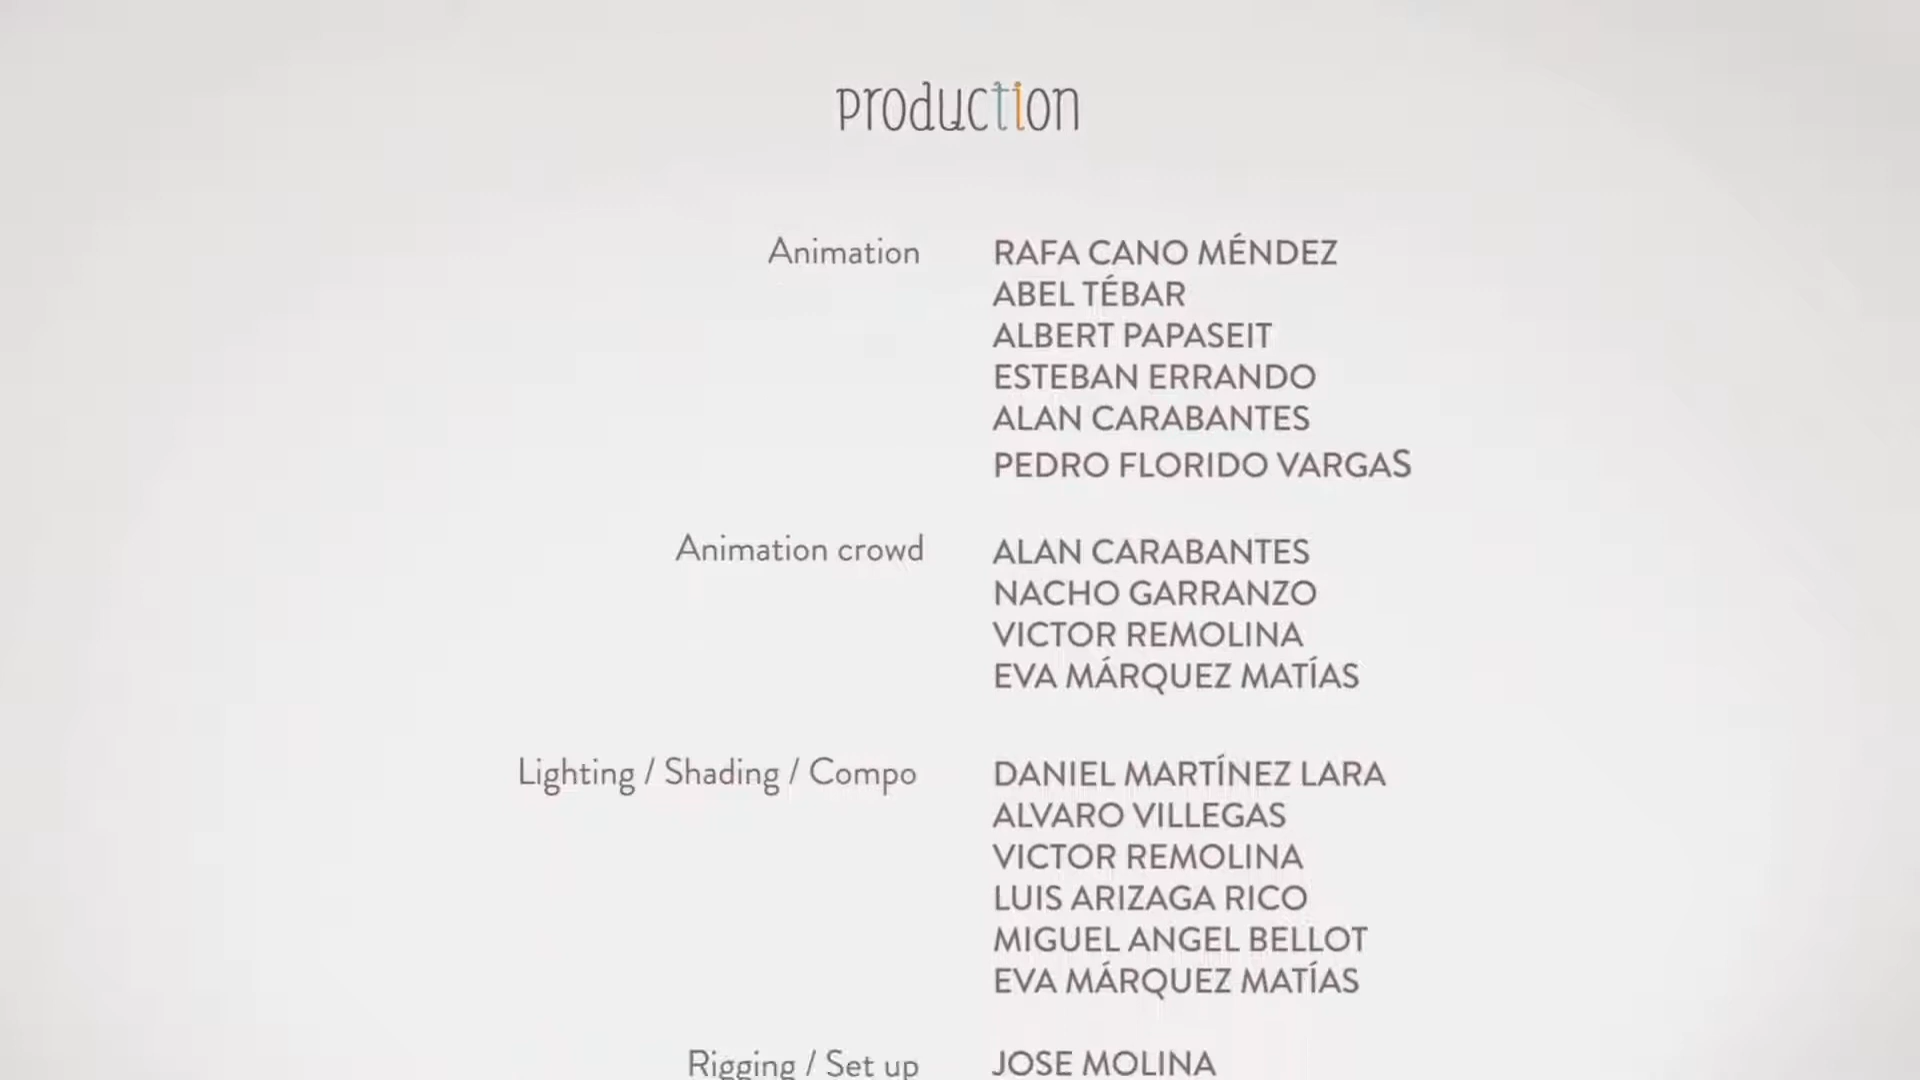 production
Animation RAFA CANO MÉNDEZ
ABEL TÉBAR
ALBERT PAPASEIT
ESTEBAN ERRANDO
ALAN CARABANTES
PEDRO FLORIDO VARGAS
Animation crowd ALAN CARABANTES
NACHO GARRANZO
VICTOR REMOLINA
EVA MÁRQUEZ MATÍAS
Lighting / Shading / Compo DANIEL MARTÍNEZ LARA
ALVARO VILLEGAS
VICTOR REMOLINA
LUIS ARIZAGA RICO
MIGUEL ANGEL BELLOT
EVA MÁRQUEZ MATÍAS
Rigging / Set up JOSE MOLINA